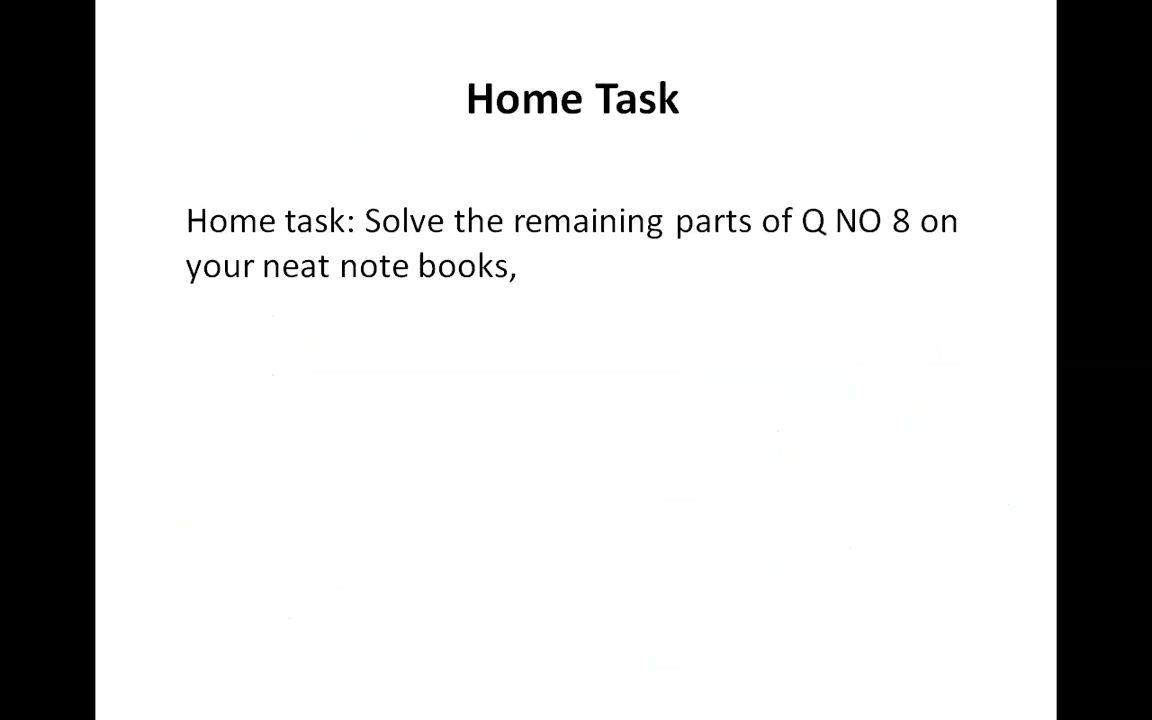 Home Task
Home task: Solve the remaining parts of Q NO 8 on
your neat note books,